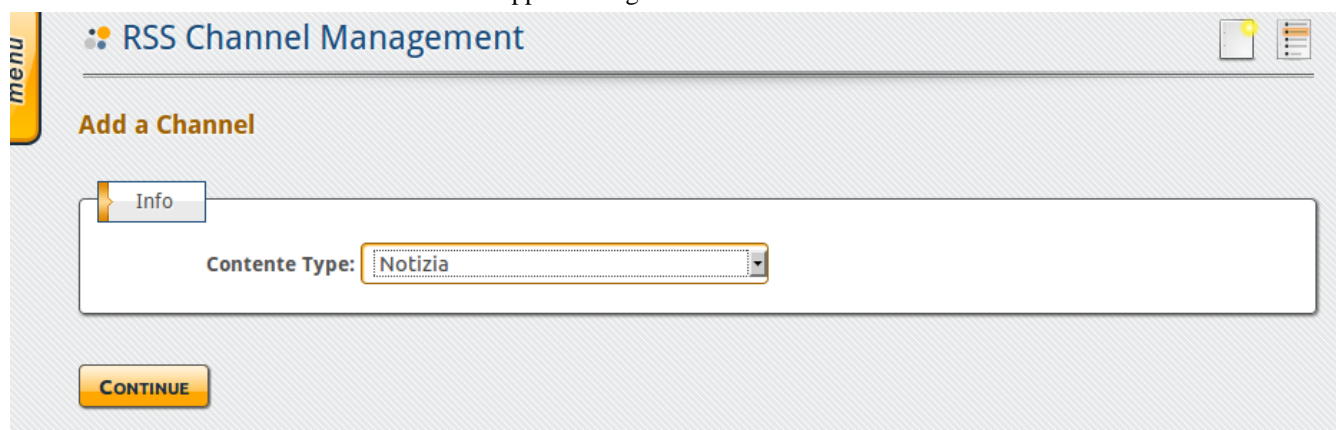 menu
RSS Channel Management
Add a Channel
Info
Contente Type: Notizia
CONTINUE